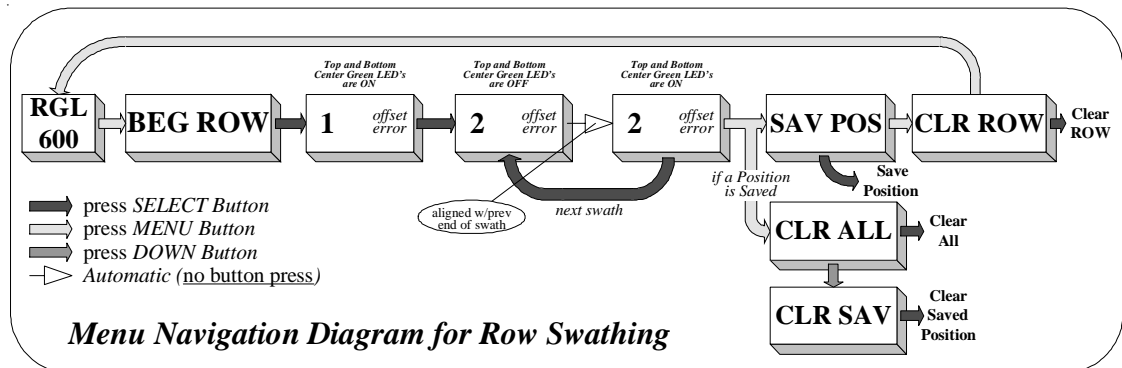 Top and Bottom
Center Green LED's
are ON
Top and Bottom
Center Green LED's
are OFF
Top and Bottom
Center Green LED's
are ON
RGL
600
BEG ROW
1
offset
error
2
offset
error
2
offset
error
SAV POS
CLR ROW
Clear
ROW
if a Position
is Saved
Save
Position
next swath
aligned w/prev
end of swath
press SELECT Button
press MENU Button
press DOWN Button
Automatic (no button press)
CLR ALL
Clear
All
CLR SAV
Clear
Saved
Position
Menu Navigation Diagram for Row Swathing